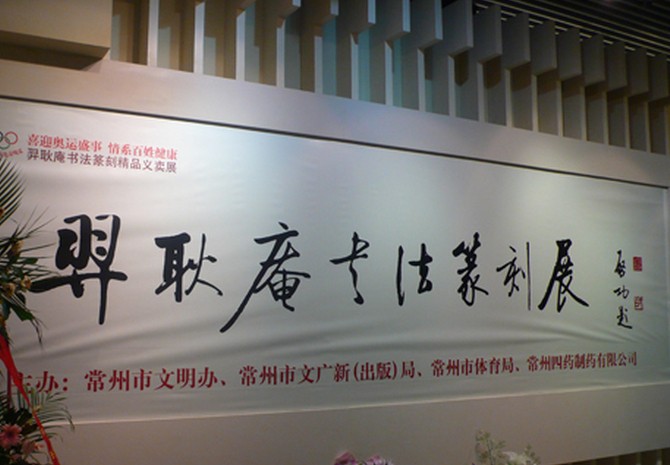 喜迎奥运盛事 情系百姓健康
羿耿庵书法篆刻精品义卖展
羿耿庵书法篆刻展
启功题
主办：常州市文明办、常州市文广新(出版)局、常州市体育局、常州四药制药有限公司